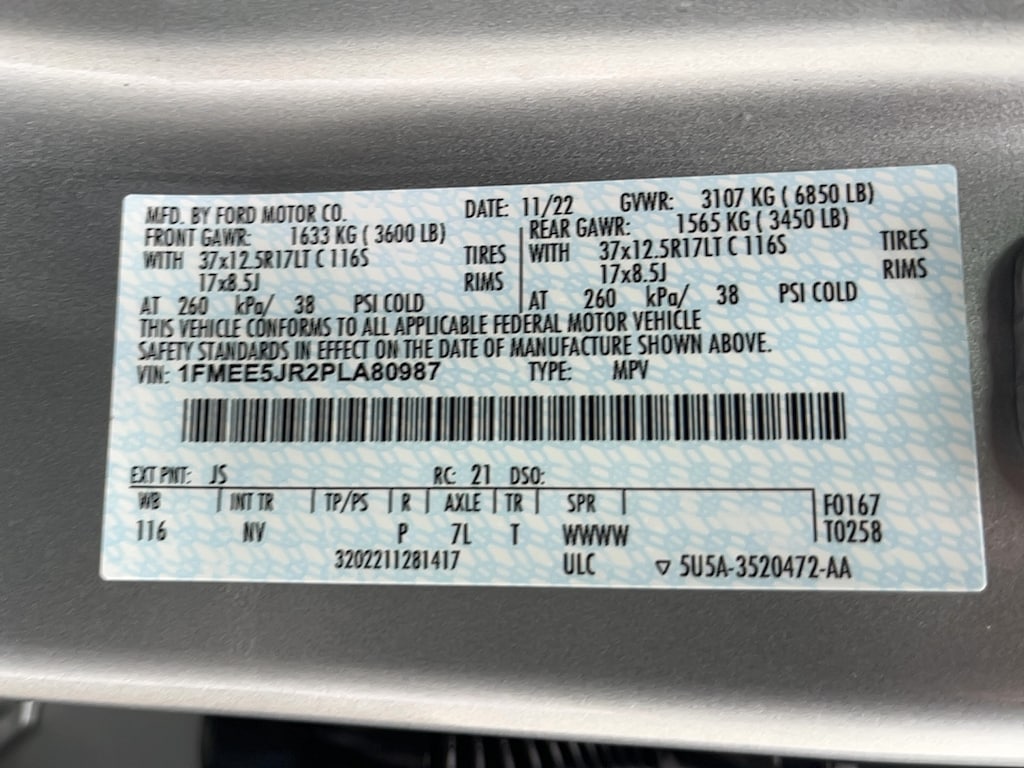 MFD. BY FORD MOTOR CO. DATE: 11/22 GVWR: 3107 KG ( 6850 LB)
FRONT GAWR: 1633 KG ( 3600 LB) REAR GAWR: 1565 KG ( 3450 LB)
WITH 37x12.5R17LT C 116S TIRES WITH 37x12.5R17LT C 116S TIRES
17x8.5J RIMS 17x8.5J RIMS
AT 260 kPa/ 38 PSI COLD AT 260 kPa/ 38 PSI COLD
THIS VEHICLE CONFORMS TO ALL APPLICABLE FEDERAL MOTOR VEHICLE
SAFETY STANDARDS IN EFFECT ON THE DATE OF MANUFACTURE SHOWN ABOVE.
VIN: 1FMEE5JR2PLA80987 TYPE: MPV
EXT PNT: JS RC: 21 DSO:
WB INT TR TP/PS R AXLE TR SPR F0167
116 NV P 7L T WWWW T0258
3202211281417 ULC ▽ 5U5A-3520472-AA